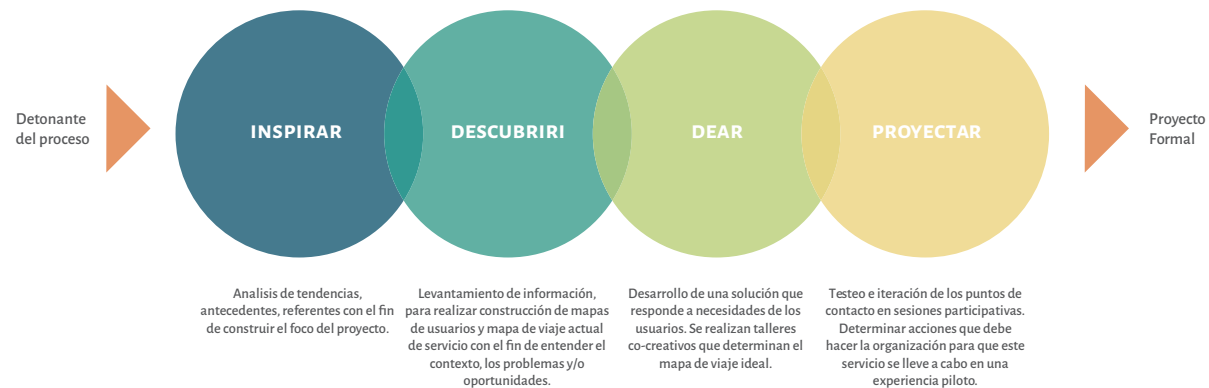 Detonante
del proceso
INSPIRAR
DESCUBRIRI
DEAR
PROYECTAR
Proyecto
Formal
Analisis de tendencias,
antecedentes, referentes con el fin
de construir el foco del proyecto.
Levantamiento de información,
para realizar construcción de mapas
de usuarios y mapa de viaje actual
de servicio con el fin de entender el
contexto, los problemas y/o
oportunidades.
Desarrollo de una solución que
responde a necesidades de los
usuarios. Se realizan talleres
co-creativos que determinan el
mapa de viaje ideal.
Testeo e iteración de los puntos de
contacto en sesiones participativas.
Determinar acciones que debe
hacer la organización para que este
servicio se lleve a cabo en una
experiencia piloto.